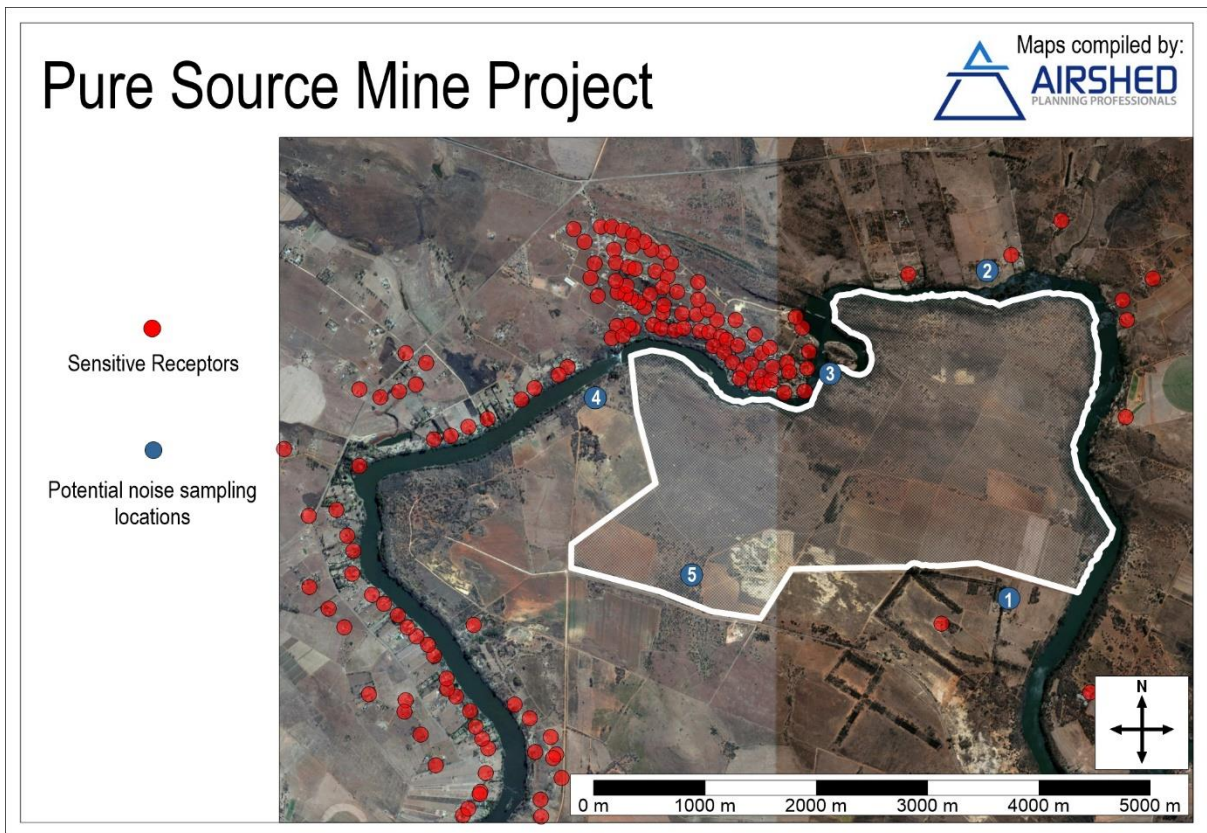 Pure Source Mine Project
Maps compiled by:
AIRSHED
PLANNING PROFESSIONALS
Sensitive Receptors
Potential noise sampling
locations
2
3
4
5
1
N
0 m 1000 m 2000 m 3000 m 4000 m 5000 m